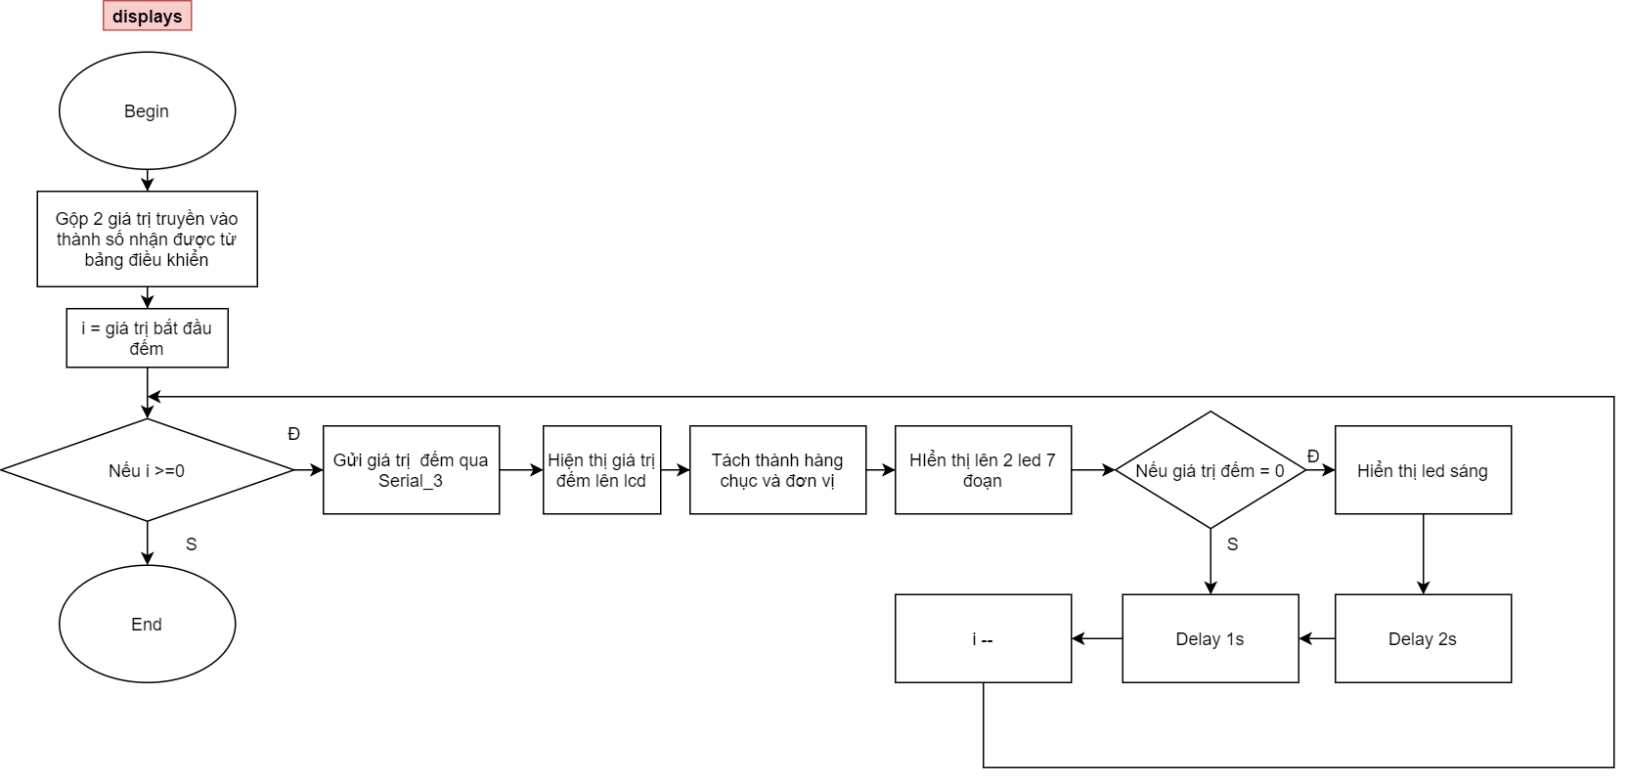 displays
Begin
Gộp 2 giá trị truyền vào
thành số nhận được từ
bảng điều khiển
i = giá trị bắt đầu
đếm
Nếu i >=0
Đ
Gửi giá trị đếm qua
Serial_3
Hiện thị giá trị
đếm lên lcd
Tách thành hàng
chục và đơn vị
HIển thị lên 2 led 7
đoạn
Nếu giá trị đếm = 0
Đ
Hiển thị led sáng
S
S
End
i --
Delay 1s
Delay 2s